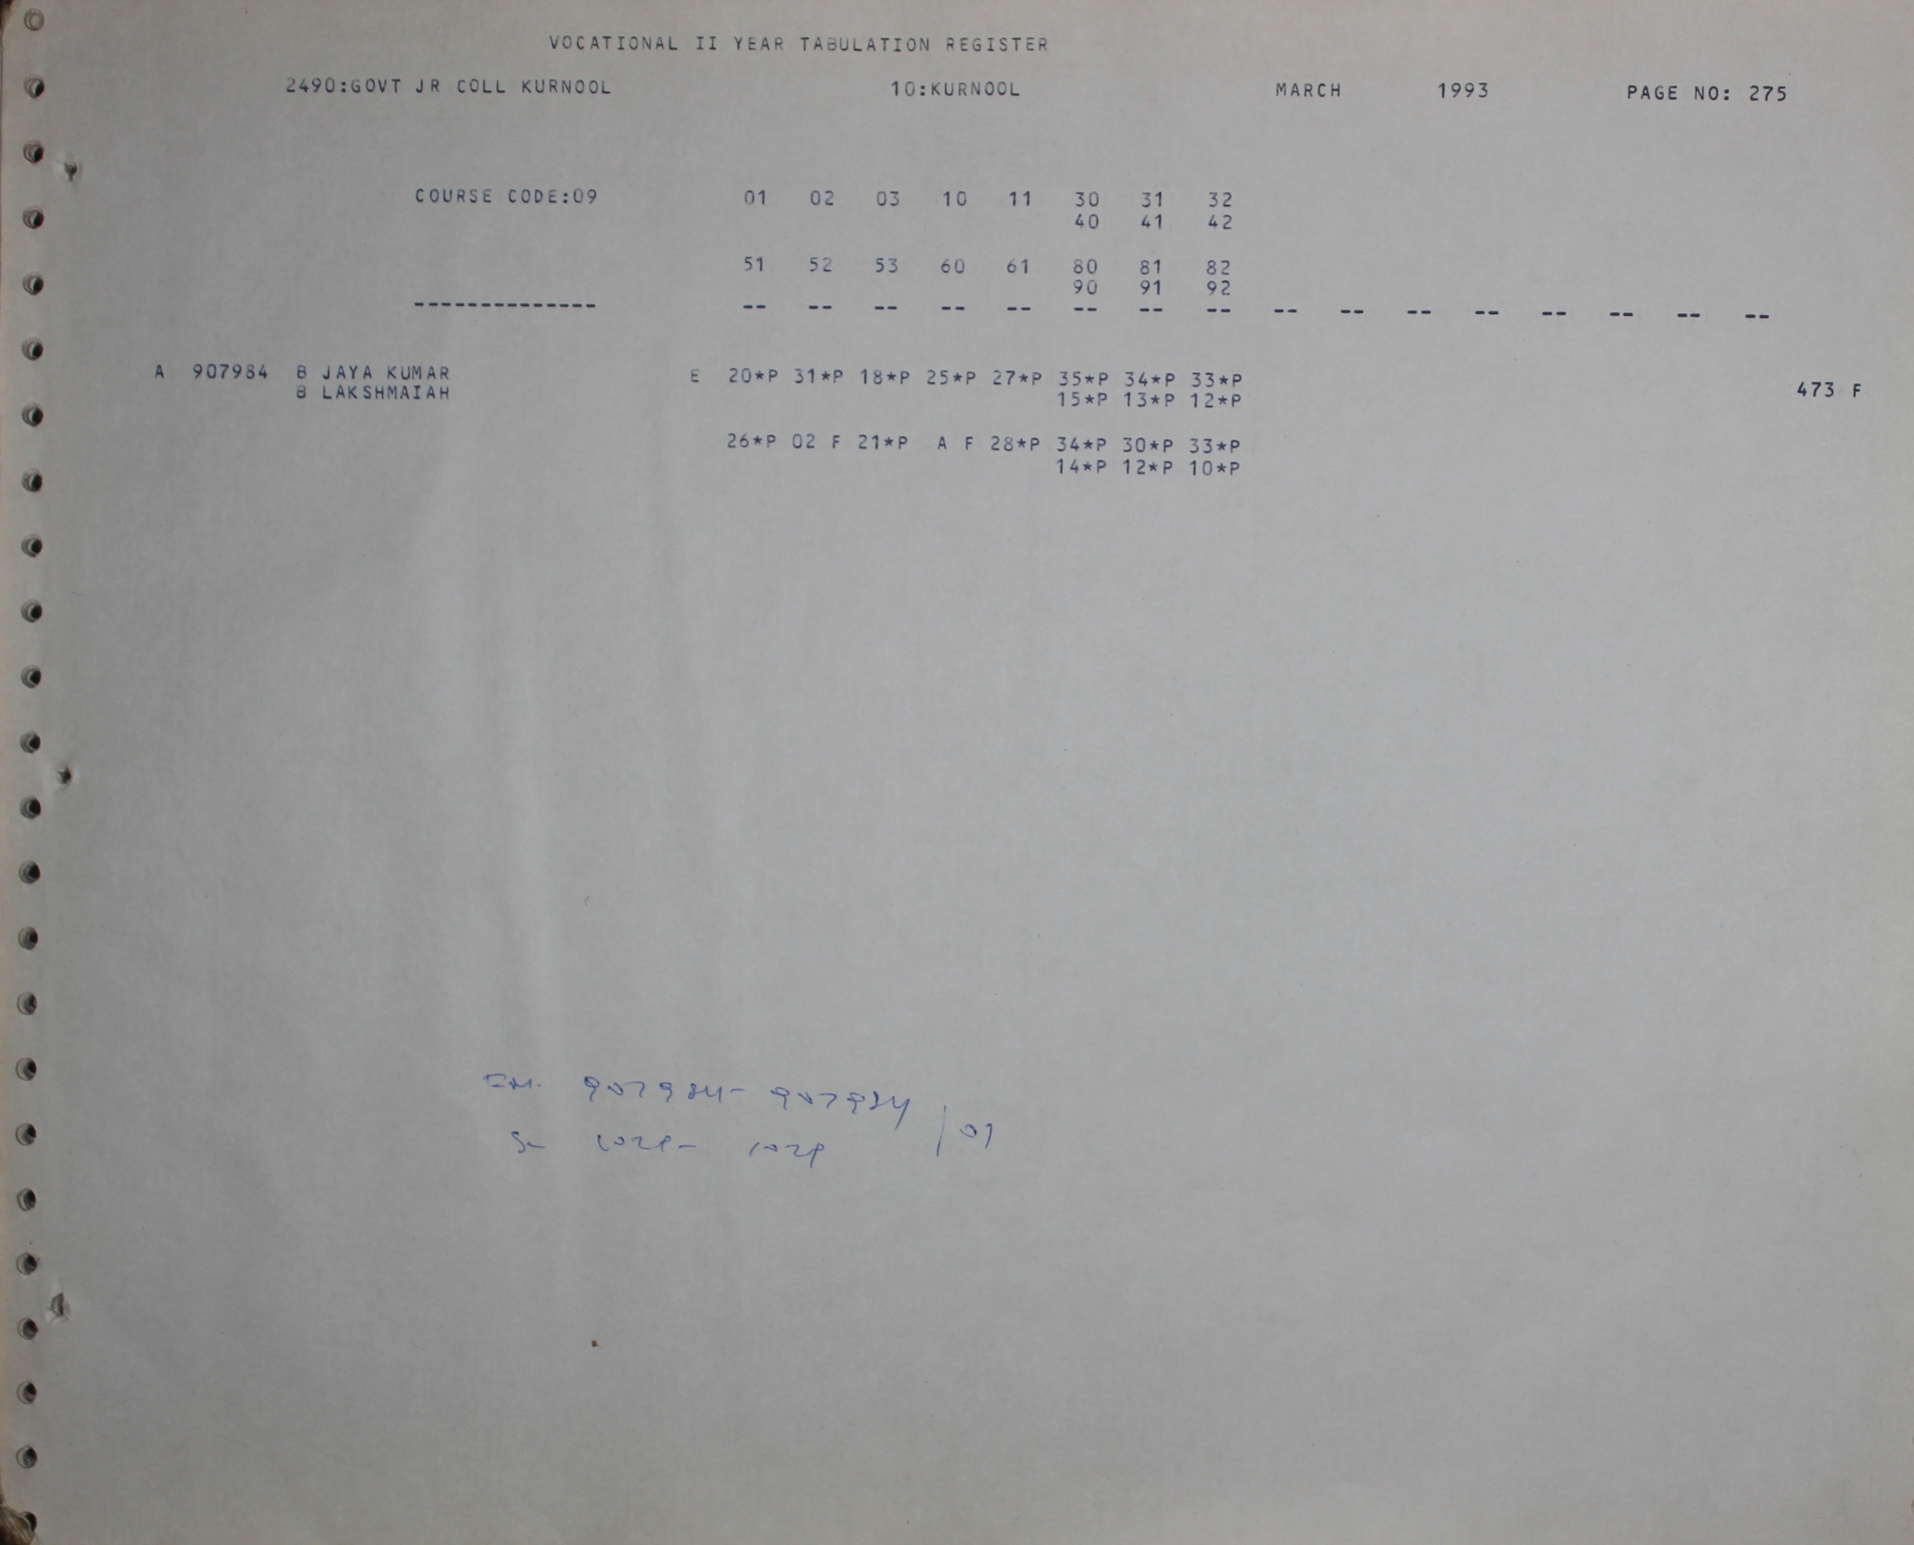 VOCATIONAL II YEAR TABULATION REGISTER
2490:GOVT JR COLL KURNOOL 10:KURNOOL MARCH 1993 PAGE NO: 275
COURSE CODE:09 01 02 03 10 11 30 31 32
40 41 42
51 52 53 60 61 80 81 82
90 91 92
-------------- -- -- -- -- -- -- -- -- -- -- -- -- -- -- -- --
A 907984 B JAYA KUMAR E 20*P 31*P 18*P 25*P 27*P 35*P 34*P 33*P
B LAKSHMAIAH 15*P 13*P 12*P 473 F
26*P 02 F 21*P A F 28*P 34*P 30*P 33*P
14*P 12*P 10*P
907984- 907984
/01